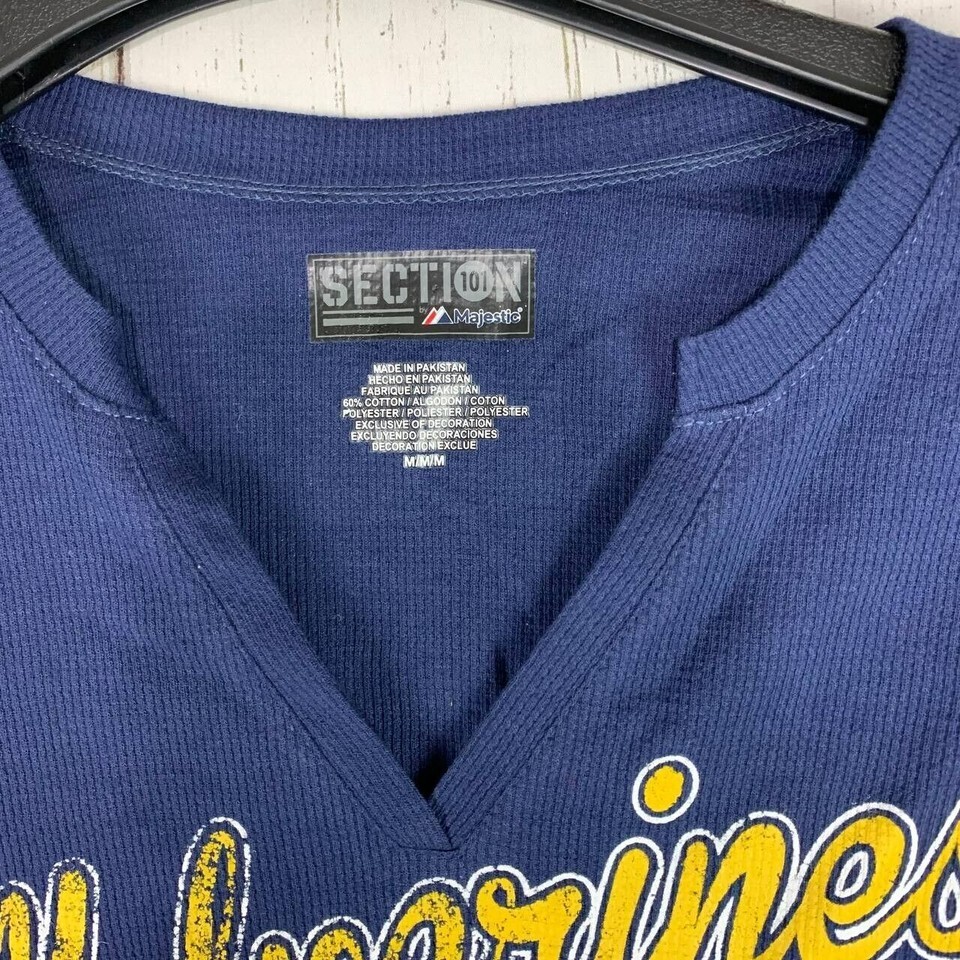 SECTION
101
by Majestic®
MADE IN PAKISTAN
HECHO EN PAKISTAN
FABRIQUE AU PAKISTAN
60% COTTON / ALGODON / COTON
POLYESTER / POLIESTER / POLYESTER
EXCLUSIVE OF DECORATION
EXCLUYENDO DECORACIONES
DECORATION EXCLUE
M/M/M